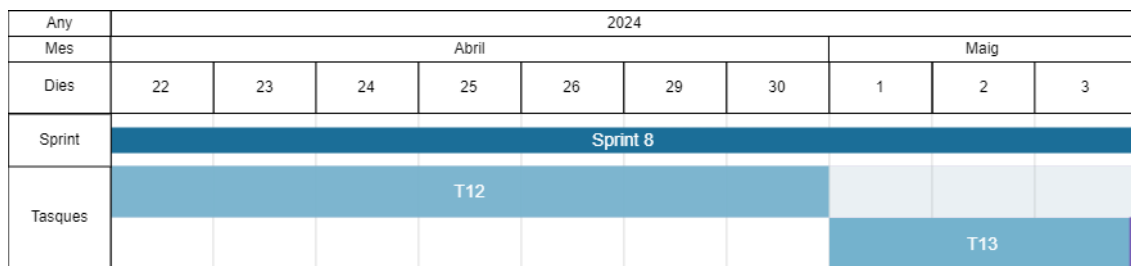 Any 2024
Mes Abril Maig
Dies 22 23 24 25 26 29 30 1 2 3
Sprint Sprint 8
Tasques T12
T13